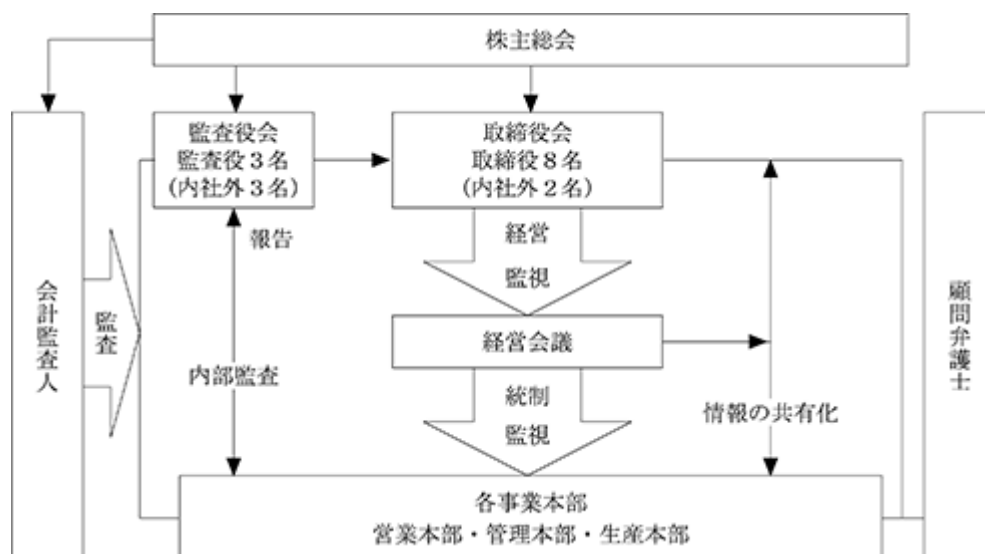 株主総会
監査役会
監査役3名
(内社外3名)
取締役会
取締役8名
(内社外2名)
報告
経営
監視
会計監査人
監査
顧問弁護士
経営会議
内部監査
統制
監視
情報の共有化
各事業本部
営業本部・管理本部・生産本部